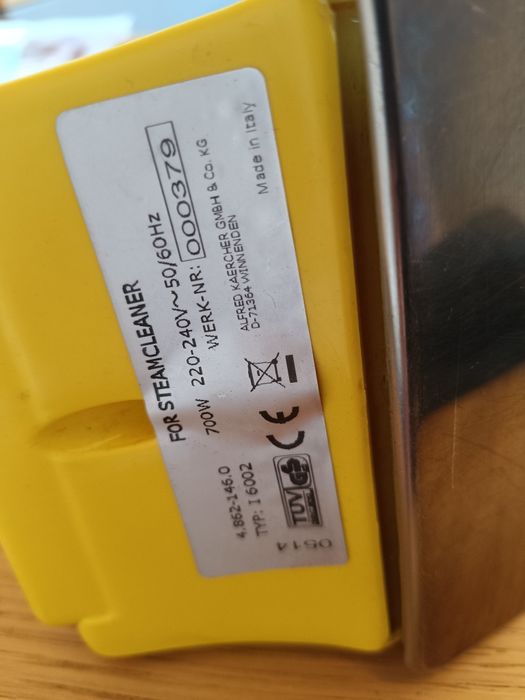 FOR STEAMCLEANER
4.862-146.0 700W 220-240V~50/60Hz
TYP: I 6002 WERK-NR: 000379
TÜV GS CE ALFRED KAERCHER GMBH & Co. KG
D-71364 WINNENDEN
0514 Made in Italy